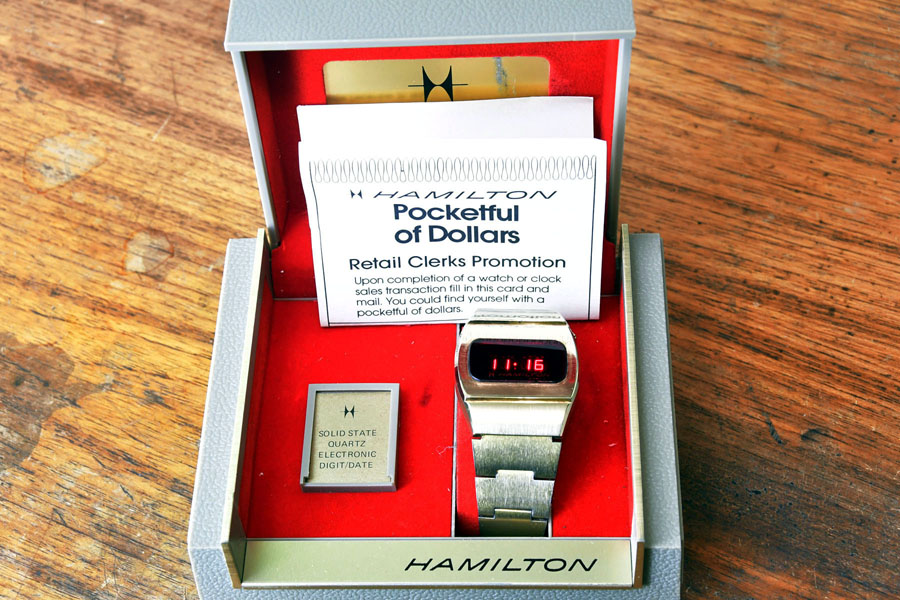 HAMILTON
Pocketful
of Dollars
Retail Clerks Promotion
Upon completion of a watch or clock
sales transaction fill in this card and
mail. You could find yourself with a
pocketful of dollars.
11:16
SOLID STATE
QUARTZ
ELECTRONIC
DIGIT/DATE
HAMILTON